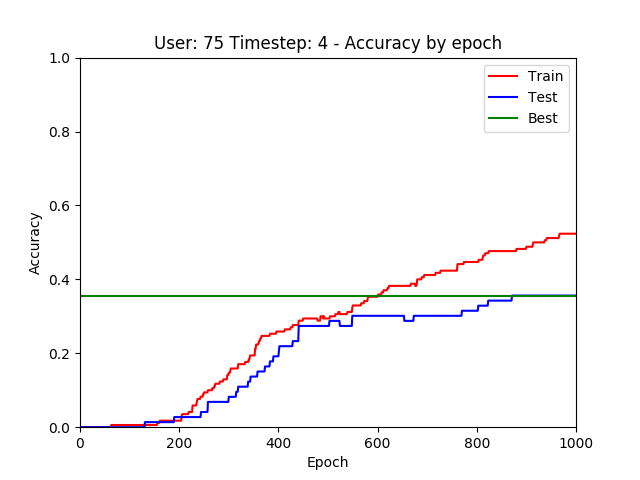 User: 75 Timestep: 4 - Accuracy by epoch
1.0
0.8
0.6
0.4
0.2
0.0
Accuracy
Train
Test
Best
0 200 400 600 800 1000
Epoch